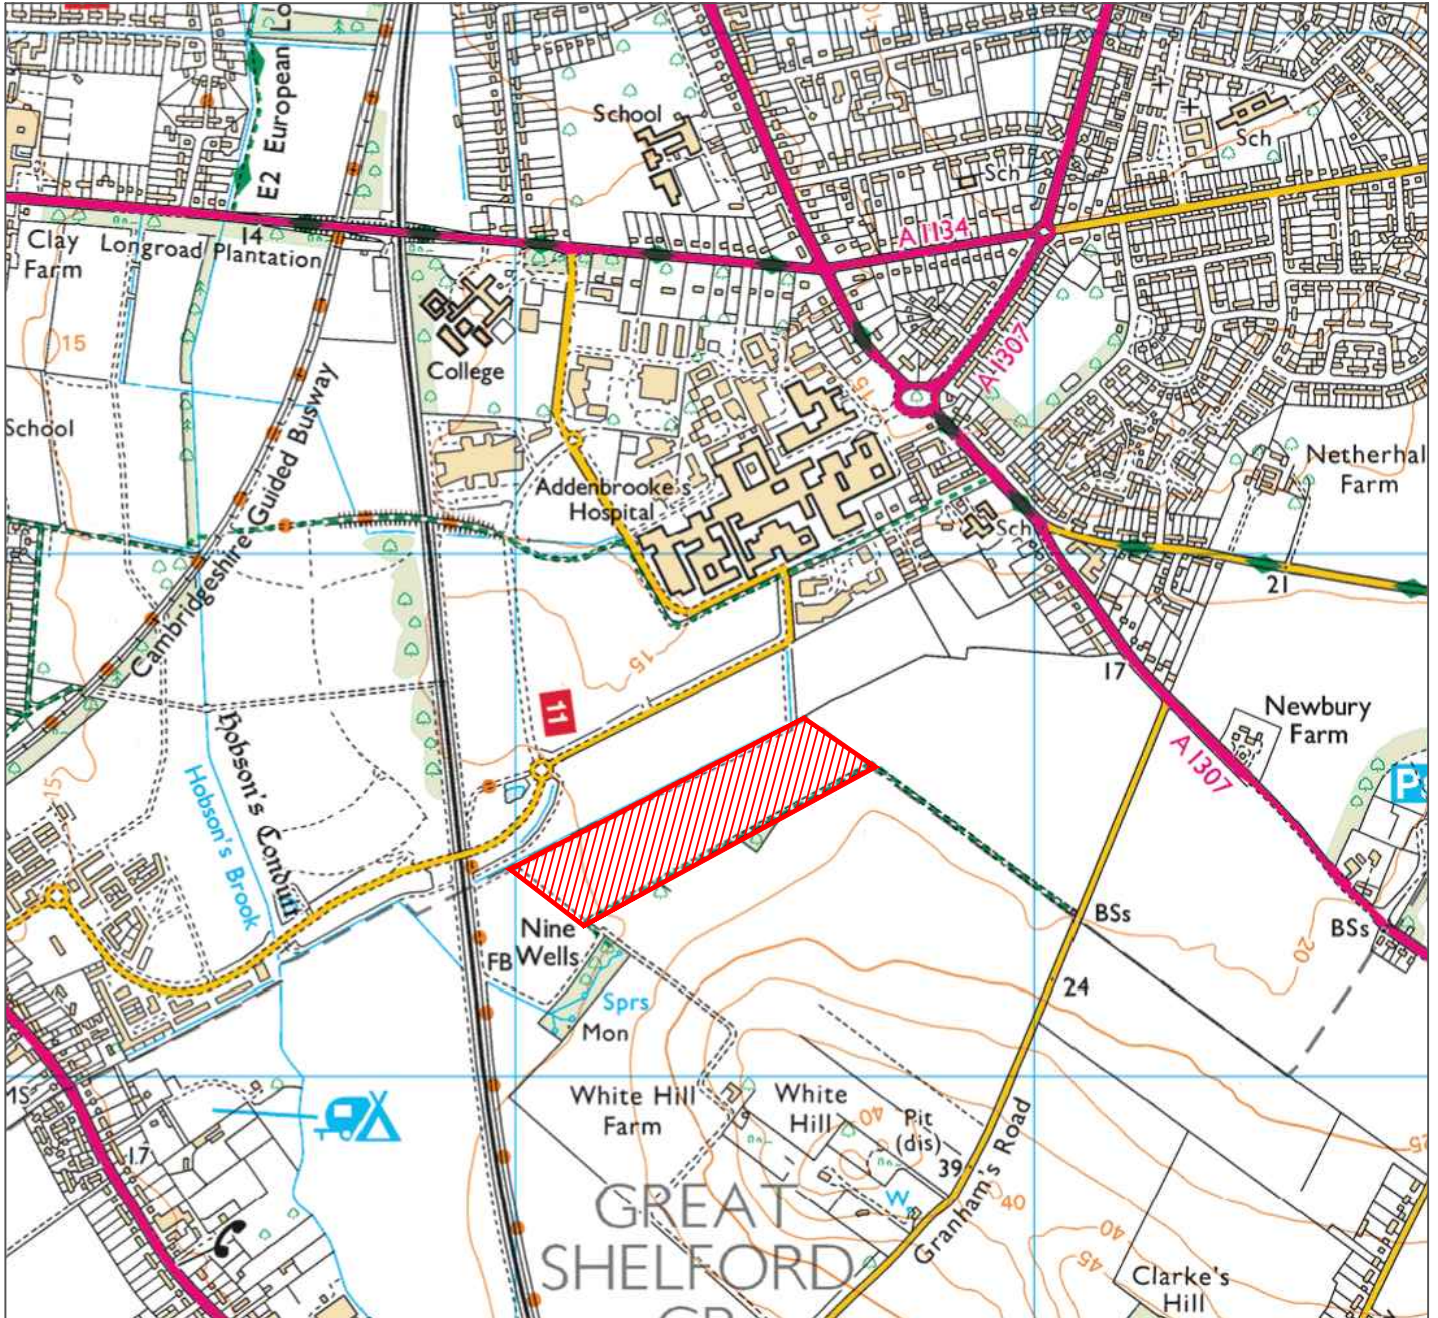 E2 European
School
Sch
Sch
A 1134
Clay
Farm
Longroad Plantation
14
15
A 1307
College
School
Cambridgeshire Guided Busway
Addenbrooke's
Hospital
Netherhal
Farm
Sch
21
15
17
11
Newbury
Farm
A 1307
P
15
Hobson's Conduit
Hobson's Brook
Nine
Wells
FB
BSs
BSs
20
24
Sprs
Mon
White Hill
Farm
White
Hill
40
Pit
(dis)
39
W
40
Granham's Road
25
MS
17
GREAT
SHELFORD
CP
40
45
Clarke's
Hill